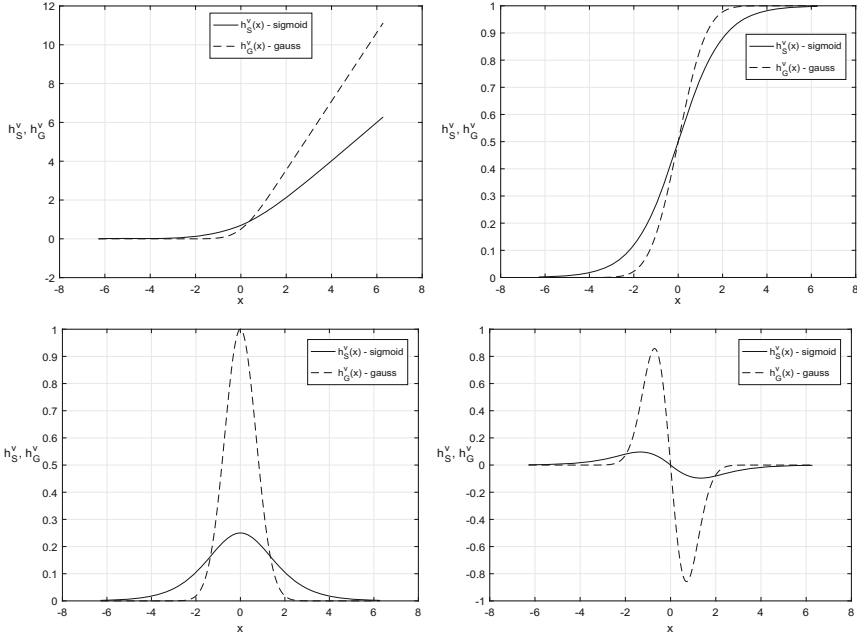 12
10
8
6
4
2
0
-2
h_S^v, h_G^v
h_S^v(x) - sigmoid
h_G^v(x) - gauss
-8 -6 -4 -2 0 2 4 6 8
x
1
0.9
0.8
0.7
0.6
0.5
0.4
0.3
0.2
0.1
0
h_S^v, h_G^v
h_S^v(x) - sigmoid
h_G^v(x) - gauss
-8 -6 -4 -2 0 2 4 6 8
x
1
0.9
0.8
0.7
0.6
0.5
0.4
0.3
0.2
0.1
0
h_S^v, h_G^v
h_S^v(x) - sigmoid
h_G^v(x) - gauss
-8 -6 -4 -2 0 2 4 6 8
x
1
0.8
0.6
0.4
0.2
0
-0.2
-0.4
-0.6
-0.8
-1
h_S^v, h_G^v
h_S^v(x) - sigmoid
h_G^v(x) - gauss
-8 -6 -4 -2 0 2 4 6 8
x